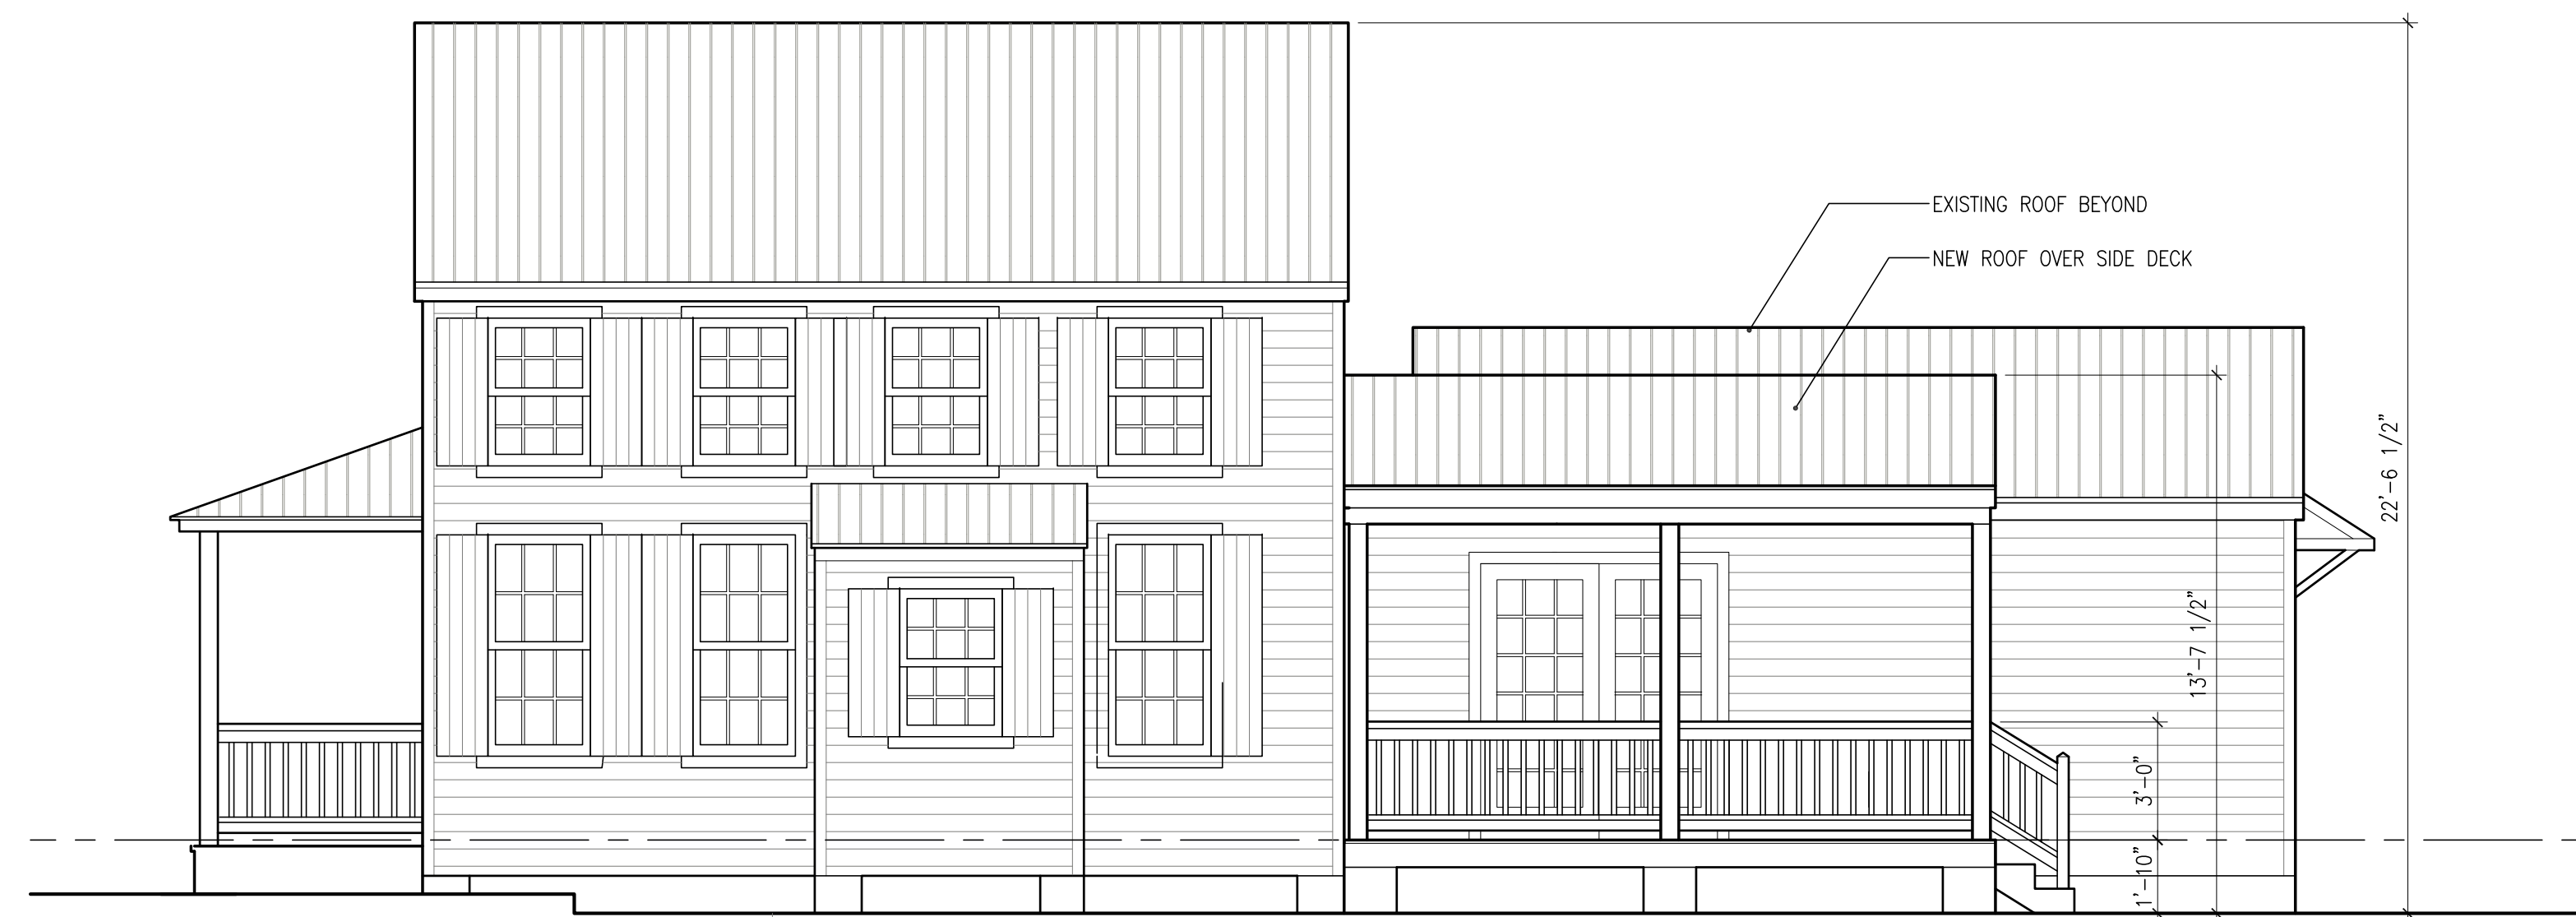 EXISTING ROOF BEYOND
NEW ROOF OVER SIDE DECK
22'-6 1/2"
13'-7 1/2"
3'-0"
1'-10"